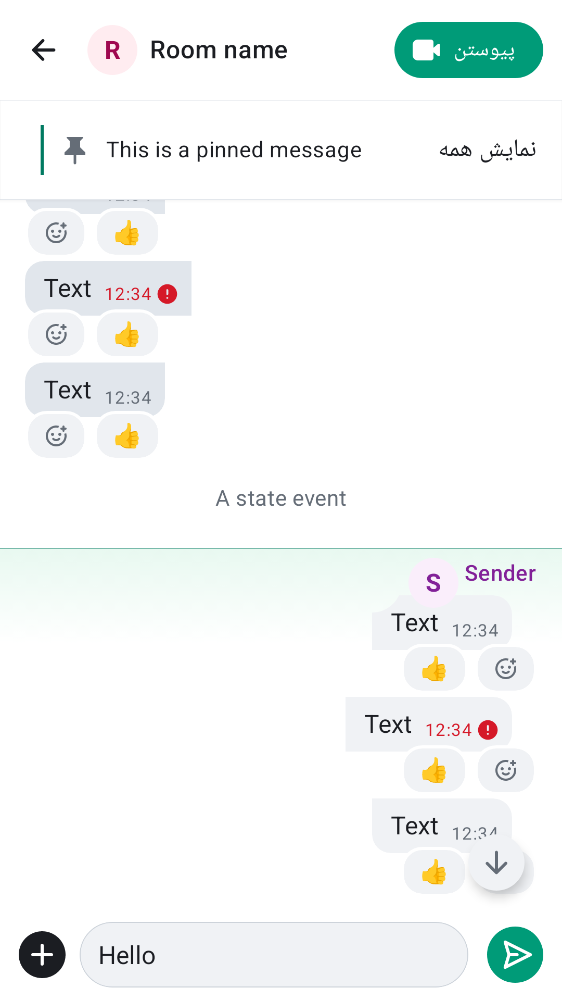 R
Room name
پیوستن
This is a pinned message
نمایش همه
Text 12:34
Text 12:34
A state event
S
Sender
Text 12:34
Text 12:34
Text 12:34
Hello